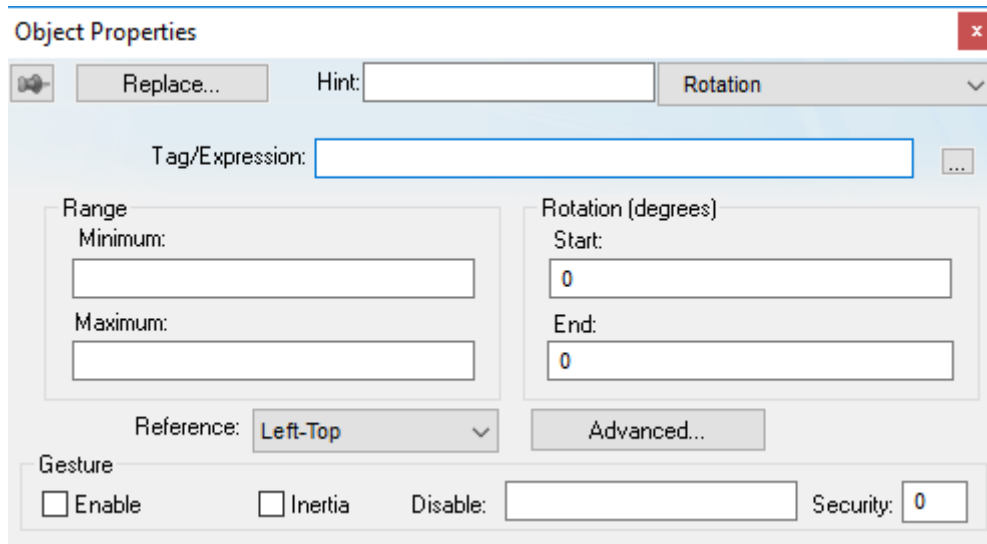 Object Properties
x
Replace... Hint: Rotation
Tag/Expression: ...
Range Rotation (degrees)
Minimum: Start:
0
Maximum: End:
0
Reference: Left-Top Advanced...
Gesture
Enable Inertia Disable: Security: 0